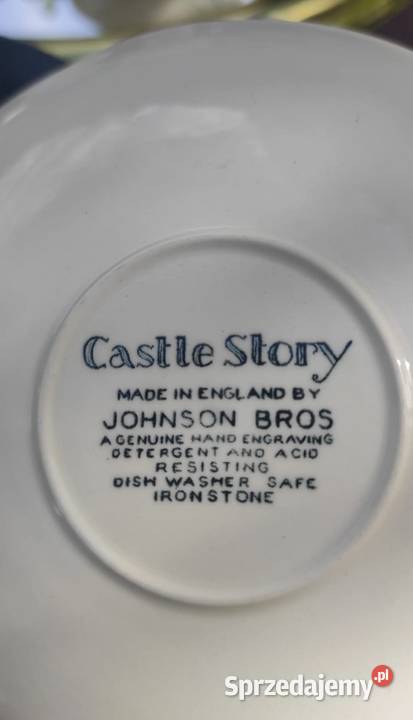 Castle Story
MADE IN ENGLAND BY
JOHNSON BROS
A GENUINE HAND ENGRAVING
DETERGENT AND ACID
RESISTING
DISH WASHER SAFE
IRONSTONE
Sprzedajemy.pl